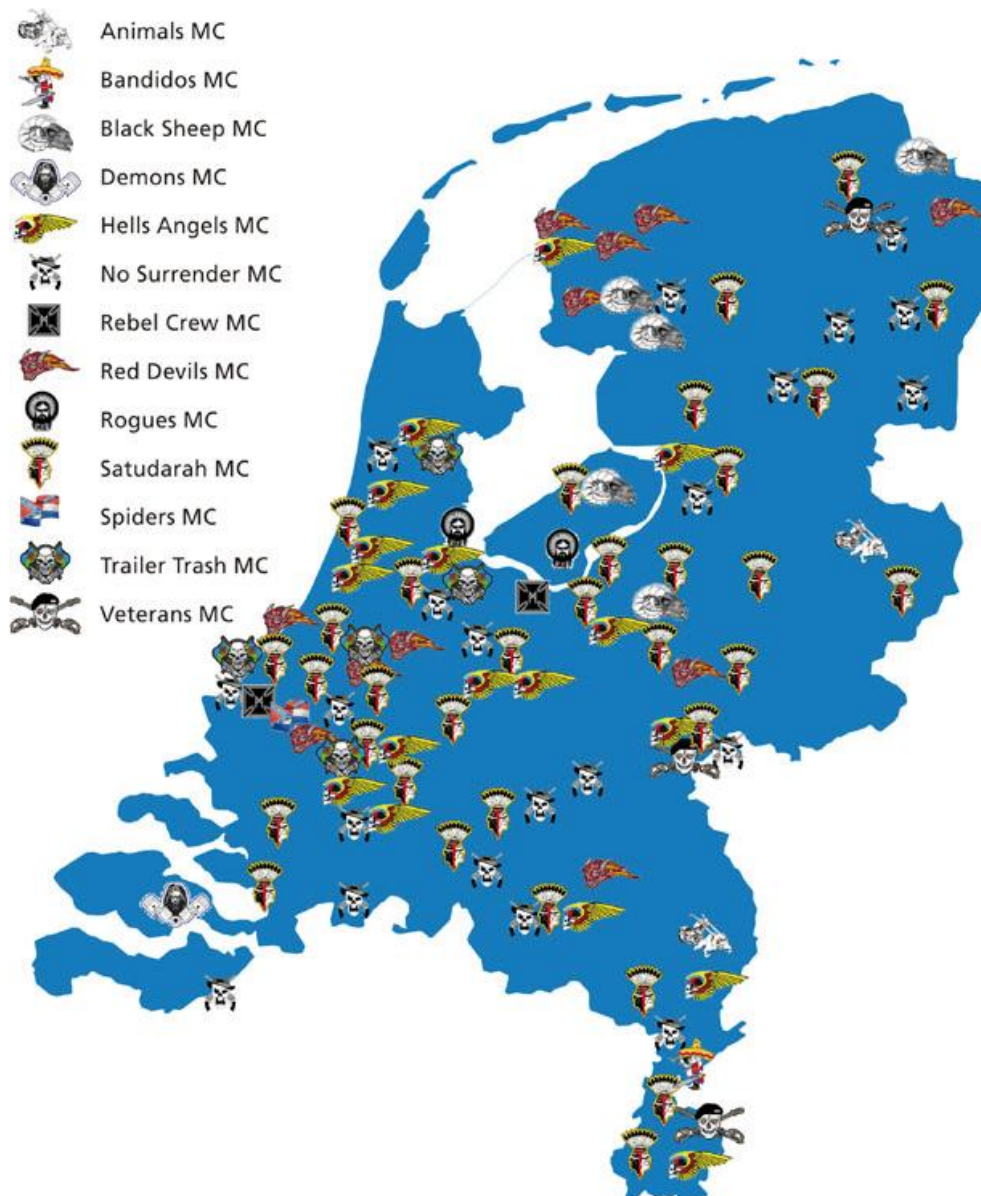 Animals MC
Bandidos MC
Black Sheep MC
Demons MC
Hells Angels MC
No Surrender MC
Rebel Crew MC
Red Devils MC
Rogues MC
Satudarah MC
Spiders MC
Trailer Trash MC
Veterans MC